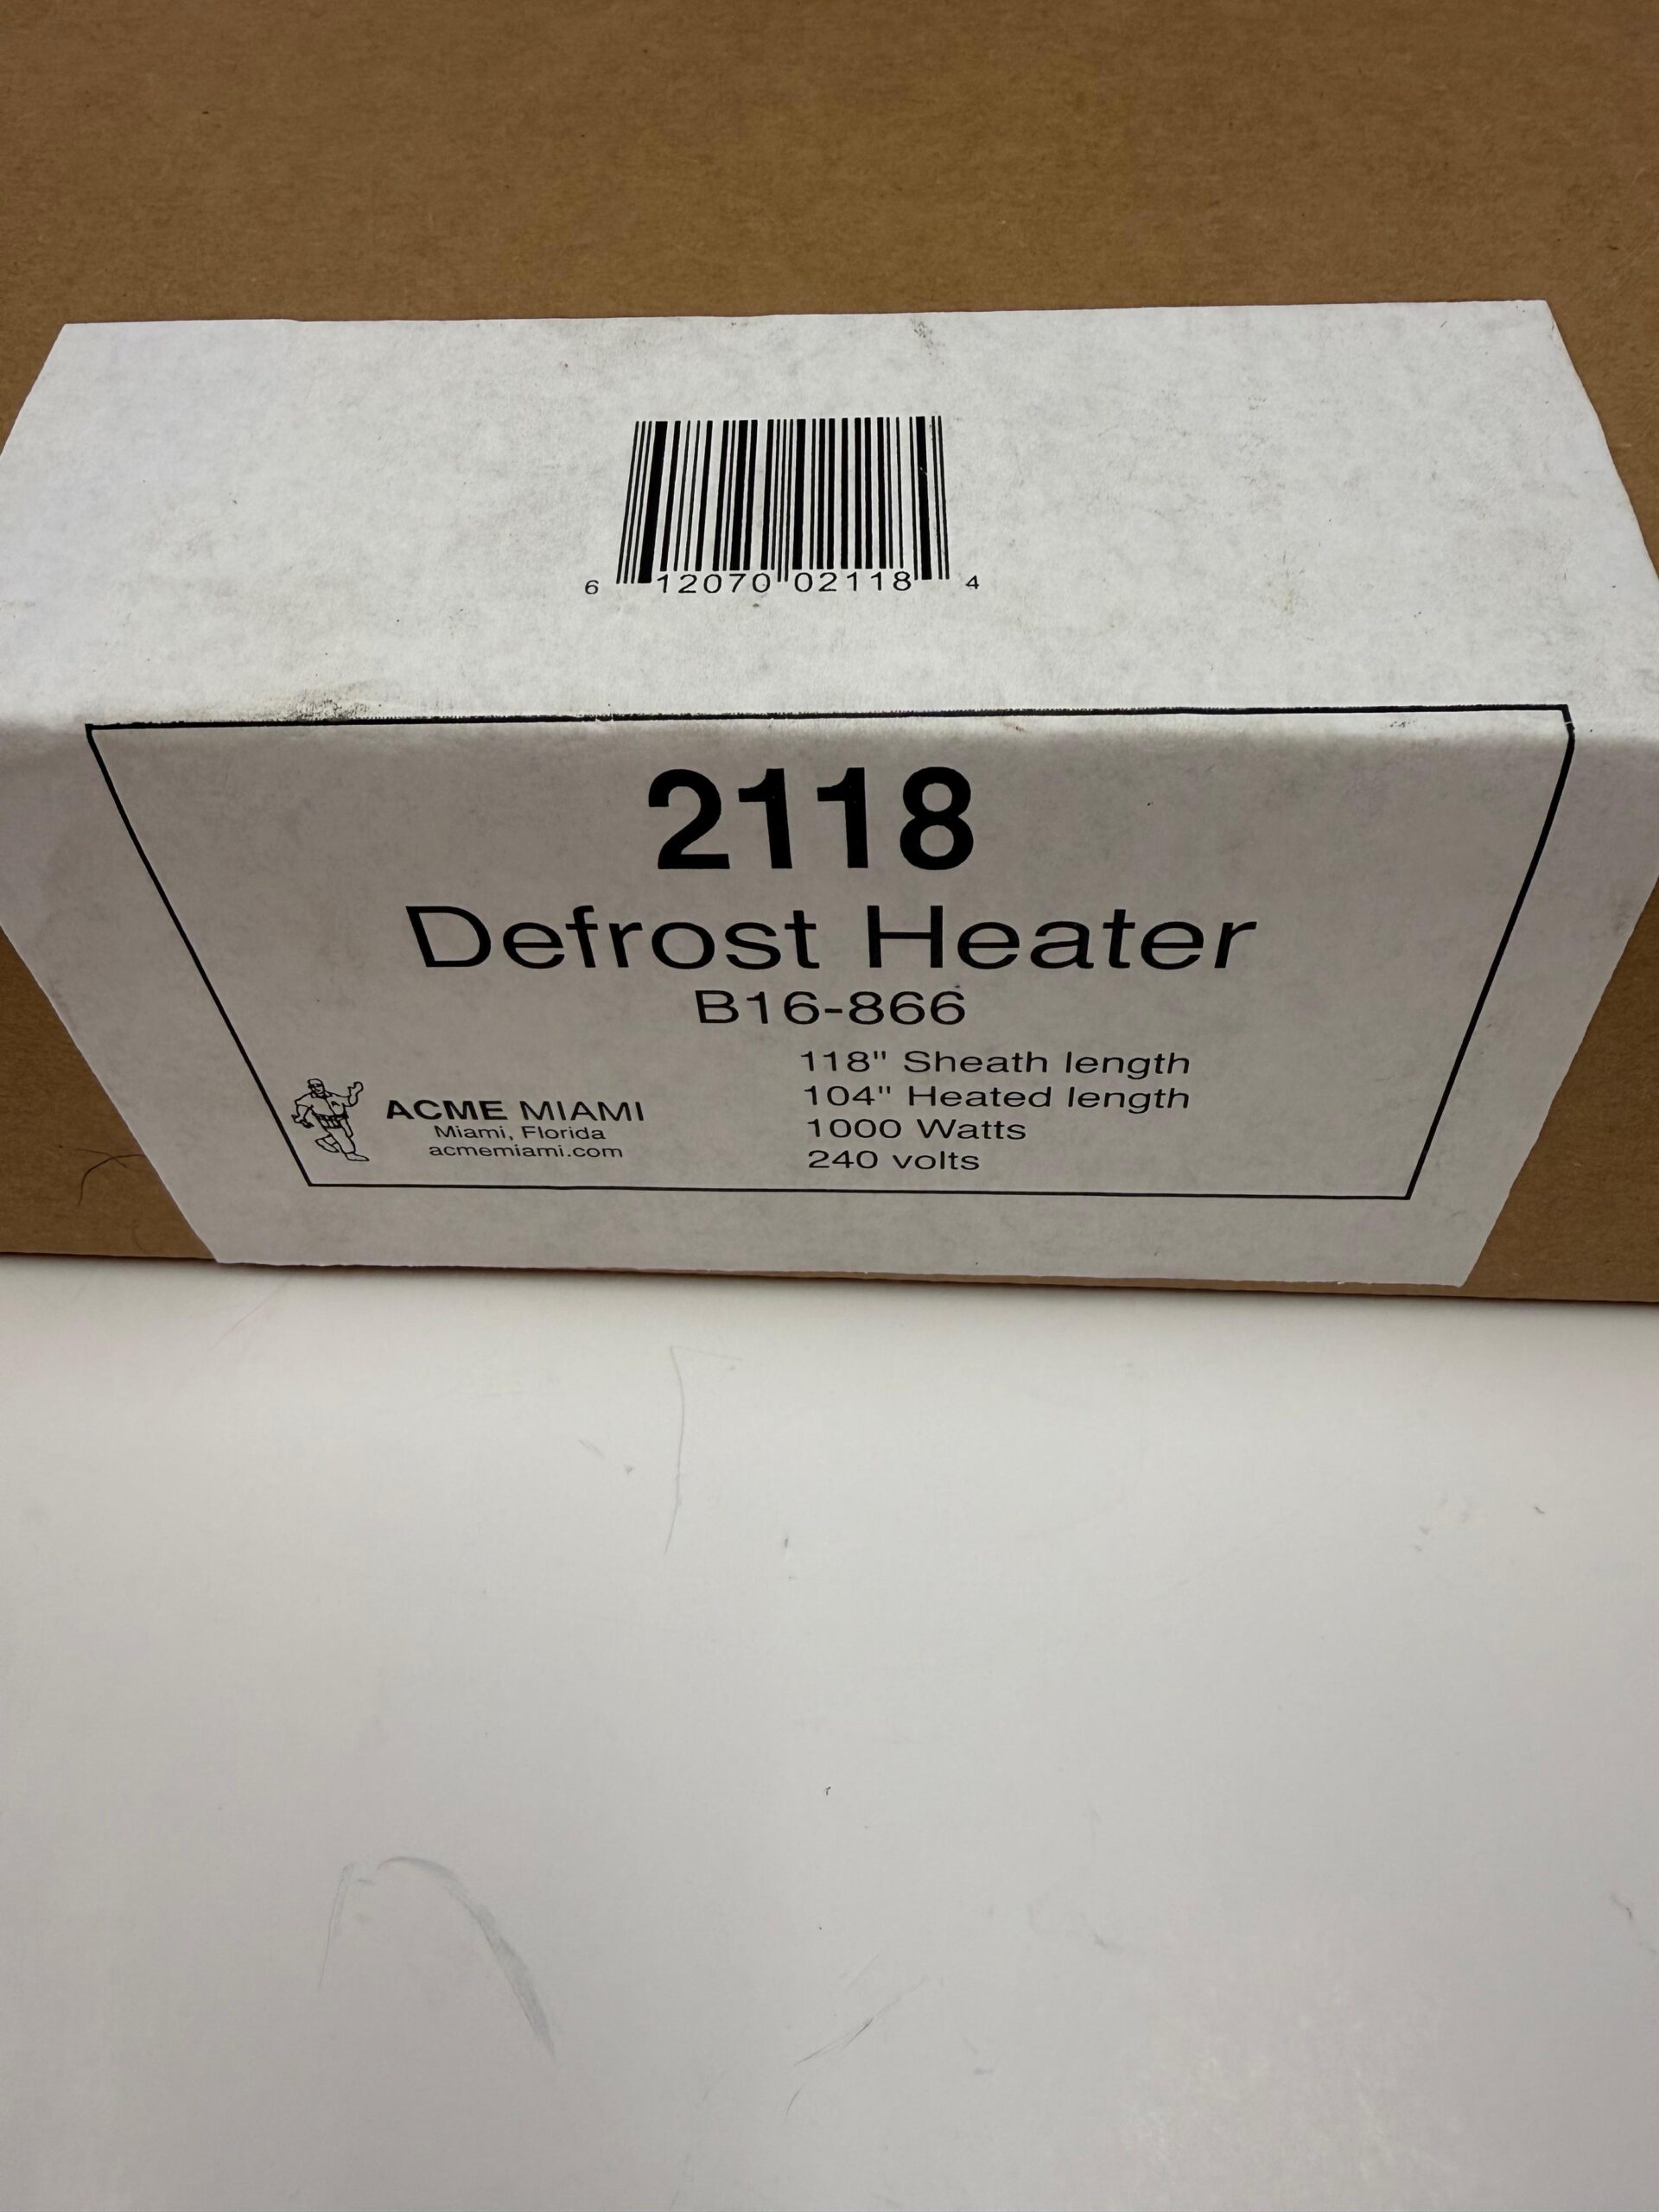 6 12070 02118 4
2118
Defrost Heater
B16-866
118" Sheath length
104" Heated length
1000 Watts
240 volts
ACME MIAMI
Miami, Florida
acmemiami.com